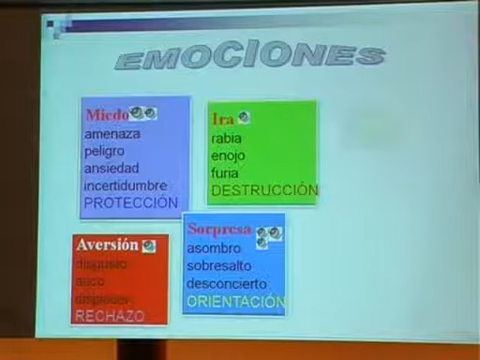 EMOCIONES
Miedo
amenaza
peligro
ansiedad
incertidumbre
PROTECCIÓN
Ira
rabia
enojo
furia
DESTRUCCIÓN
Aversión
disgusto
asco
displacer
RECHAZO
Sorpresa
asombro
sobresalto
desconcierto
ORIENTACIÓN